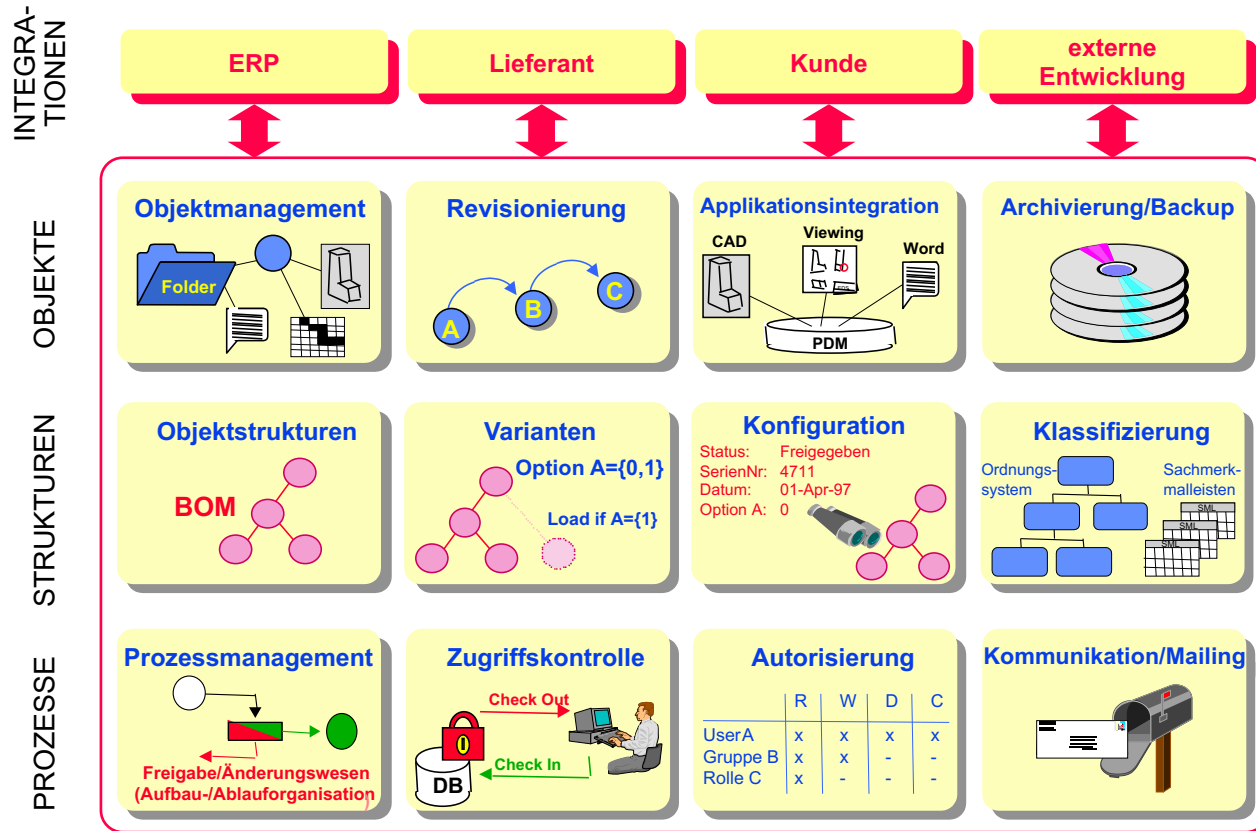 INTEGRA-
TIONEN
ERP
Lieferant
Kunde
externe
Entwicklung
OBJEKTE
Objektmanagement
Folder
Revisionierung
A
B
C
Applikationsintegration
CAD
Viewing
Word
PDM
Archivierung/Backup
STRUKTUREN
Objektstrukturen
BOM
Varianten
Option A={0,1}
Load if A={1}
Konfiguration
Status: Freigegeben
SerienNr: 4711
Datum: 01-Apr-97
Option A: 0
Klassifizierung
Ordnungs-
system
Sachmerk-
malleisten
SML
SML
SML
PROZESSE
Prozessmanagement
Freigabe/Änderungswesen
(Aufbau-/Ablauforganisation)
Zugriffskontrolle
Check Out
Check In
DB
Autorisierung
R W D C
UserA x x x x
Gruppe B x x - -
Rolle C x - - -
Kommunikation/Mailing